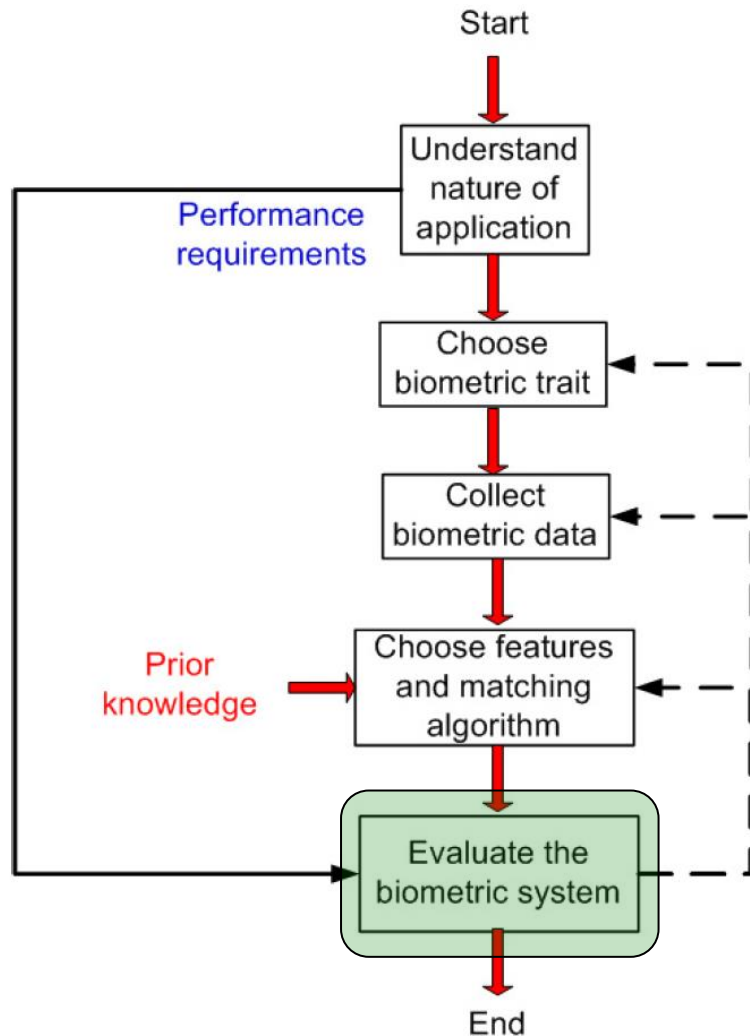 Start
Understand
nature of
application
Performance
requirements
Choose
biometric trait
Collect
biometric data
Choose features
and matching
algorithm
Prior
knowledge
Evaluate the
biometric system
End